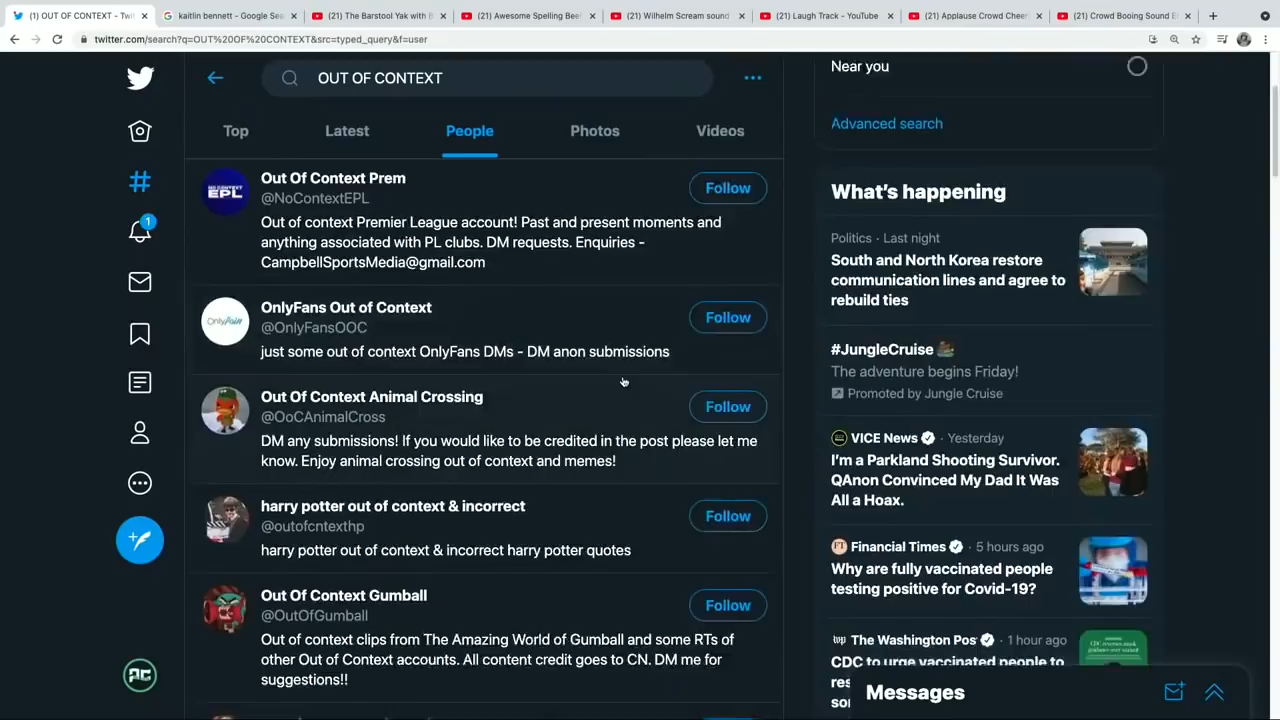 (1) OUT OF CONTEXT - Twit
kaitlin bennett - Google Sea
(21) The Barstool Yak with B
(21) Awesome Spelling Bee
(21) Wilhelm Scream sound
(21) Laugh Track - YouTube
(21) Applause Crowd Cheer
(21) Crowd Booing Sound E
twitter.com/search?q=OUT%20OF%20CONTEXT&src=typed_query&f=user
OUT OF CONTEXT
Top
Latest
People
Photos
Videos
1
NO CONTEXT
EPL
Out Of Context Prem
@NoContextEPL
Follow
Out of context Premier League account! Past and present moments and
anything associated with PL clubs. DM requests. Enquiries -
CampbellSportsMedia@gmail.com
OnlyFans Out of Context
@OnlyFansOOC
Follow
just some out of context OnlyFans DMs - DM anon submissions
Out Of Context Animal Crossing
@OoCAnimalCross
Follow
DM any submissions! If you would like to be credited in the post please let me
know. Enjoy animal crossing out of context and memes!
harry potter out of context & incorrect
@outofcntexthp
Follow
harry potter out of context & incorrect harry potter quotes
Out Of Context Gumball
@OutOfGumball
Follow
Out of context clips from The Amazing World of Gumball and some RTs of
other Out of Context accounts. All content credit goes to CN. DM me for
suggestions!!
Near you
Advanced search
What's happening
Politics · Last night
South and North Korea restore
communication lines and agree to
rebuild ties
#JungleCruise
The adventure begins Friday!
Promoted by Jungle Cruise
VICE News · Yesterday
I'm a Parkland Shooting Survivor.
QAnon Convinced My Dad It Was
All a Hoax.
FT Financial Times · 5 hours ago
Why are fully vaccinated people
testing positive for Covid-19?
wp The Washington Pos · 1 hour ago
CDC to urge vaccinated people to
res
so
Messages